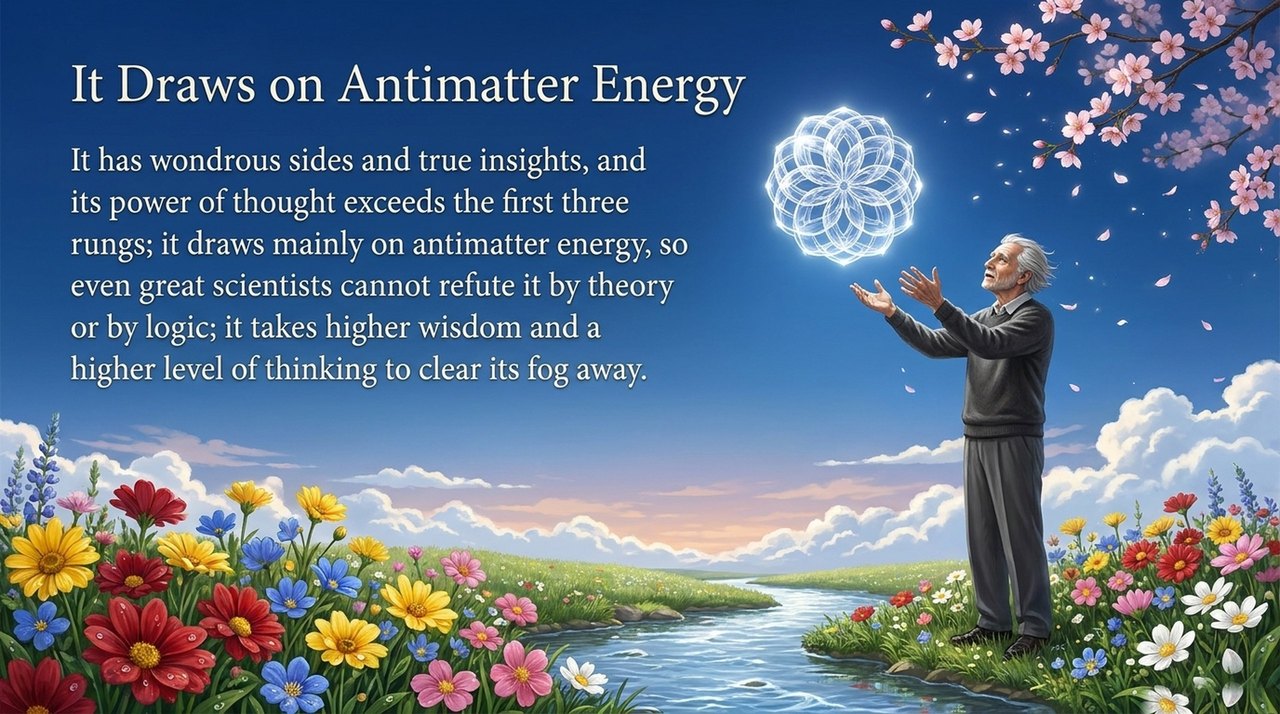 It Draws on Antimatter Energy
It has wondrous sides and true insights, and
its power of thought exceeds the first three
rungs; it draws mainly on antimatter energy, so
even great scientists cannot refute it by theory
or by logic; it takes higher wisdom and a
higher level of thinking to clear its fog away.